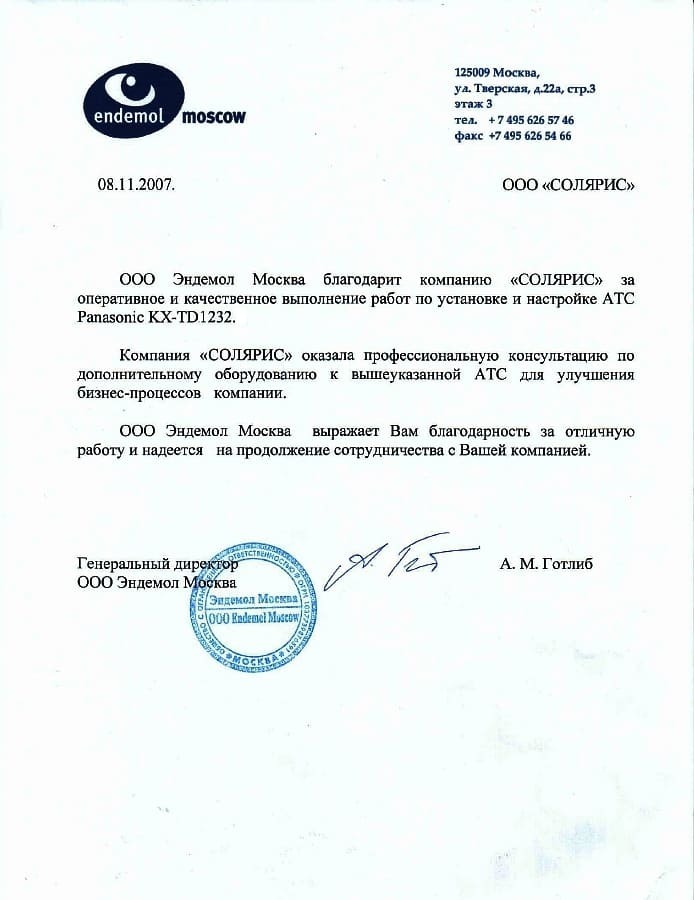 endemol moscow
125009 Москва,
ул. Тверская, д.22а, стр.3
этаж 3
тел. + 7 495 626 57 46
факс +7 495 626 54 66
08.11.2007.
ООО «СОЛЯРИС»
ООО Эндемол Москва благодарит компанию «СОЛЯРИС» за
оперативное и качественное выполнение работ по установке и настройке АТС
Panasonic KX-TD1232.
Компания «СОЛЯРИС» оказала профессиональную консультацию по
дополнительному оборудованию к вышеуказанной АТС для улучшения
бизнес-процессов компании.
ООО Эндемол Москва выражает Вам благодарность за отличную
работу и надеется на продолжение сотрудничества с Вашей компанией.
Генеральный директор
ООО Эндемол Москва
А. М. Готлиб
ОБЩЕСТВО С ОГРАНИЧЕННОЙ ОТВЕТСТВЕННОСТЬЮ
Эндемол Москва
ООО Endemol Moscow
МОСКВА